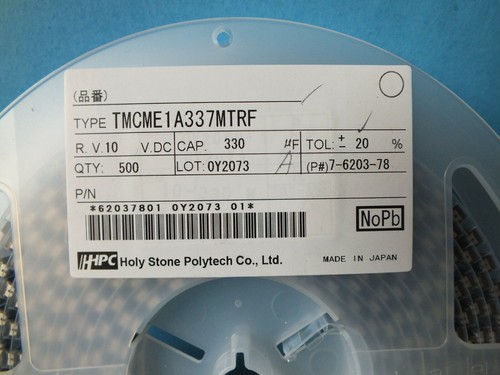 (品番)
TYPE TMCME1A337MTRF
R. V. 10 V.DC CAP. 330 µF TOL: ± 20 %
QTY: 500 LOT: 0Y2073 A (P#)7-6203-78
P/N
*62037801 0Y2073 01*
NoPb
HHPC Holy Stone Polytech Co., Ltd. MADE IN JAPAN